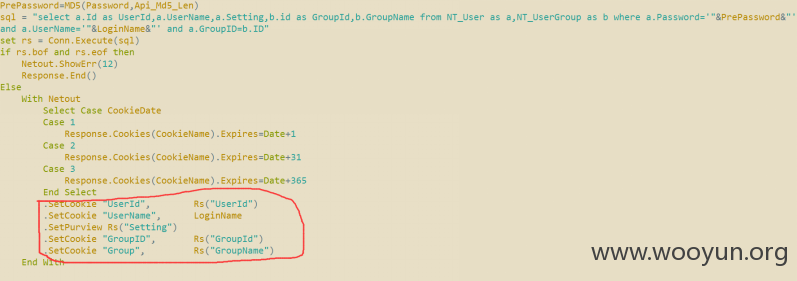 PrePassword=MD5(Password,Api_Md5_Len)
sql = "select a.Id as UserId,a.UserName,a.Setting,b.id as GroupId,b.GroupName from NT_User as a,NT_UserGroup as b where a.Password='"&PrePassword&"'
and a.UserName='"&LoginName&"' and a.GroupID=b.ID"
set rs = Conn.Execute(sql)
if rs.bof and rs.eof then
Netout.ShowErr(12)
Response.End()
Else
With Netout
Select Case CookieDate
Case 1
Response.Cookies(CookieName).Expires=Date+1
Case 2
Response.Cookies(CookieName).Expires=Date+31
Case 3
Response.Cookies(CookieName).Expires=Date+365
End Select
.SetCookie "UserId", Rs("UserId")
.SetCookie "UserName", LoginName
.SetPurview Rs("Setting")
.SetCookie "GroupID", Rs("GroupId")
.SetCookie "Group", Rs("GroupName")
End With
www.wooyun.org